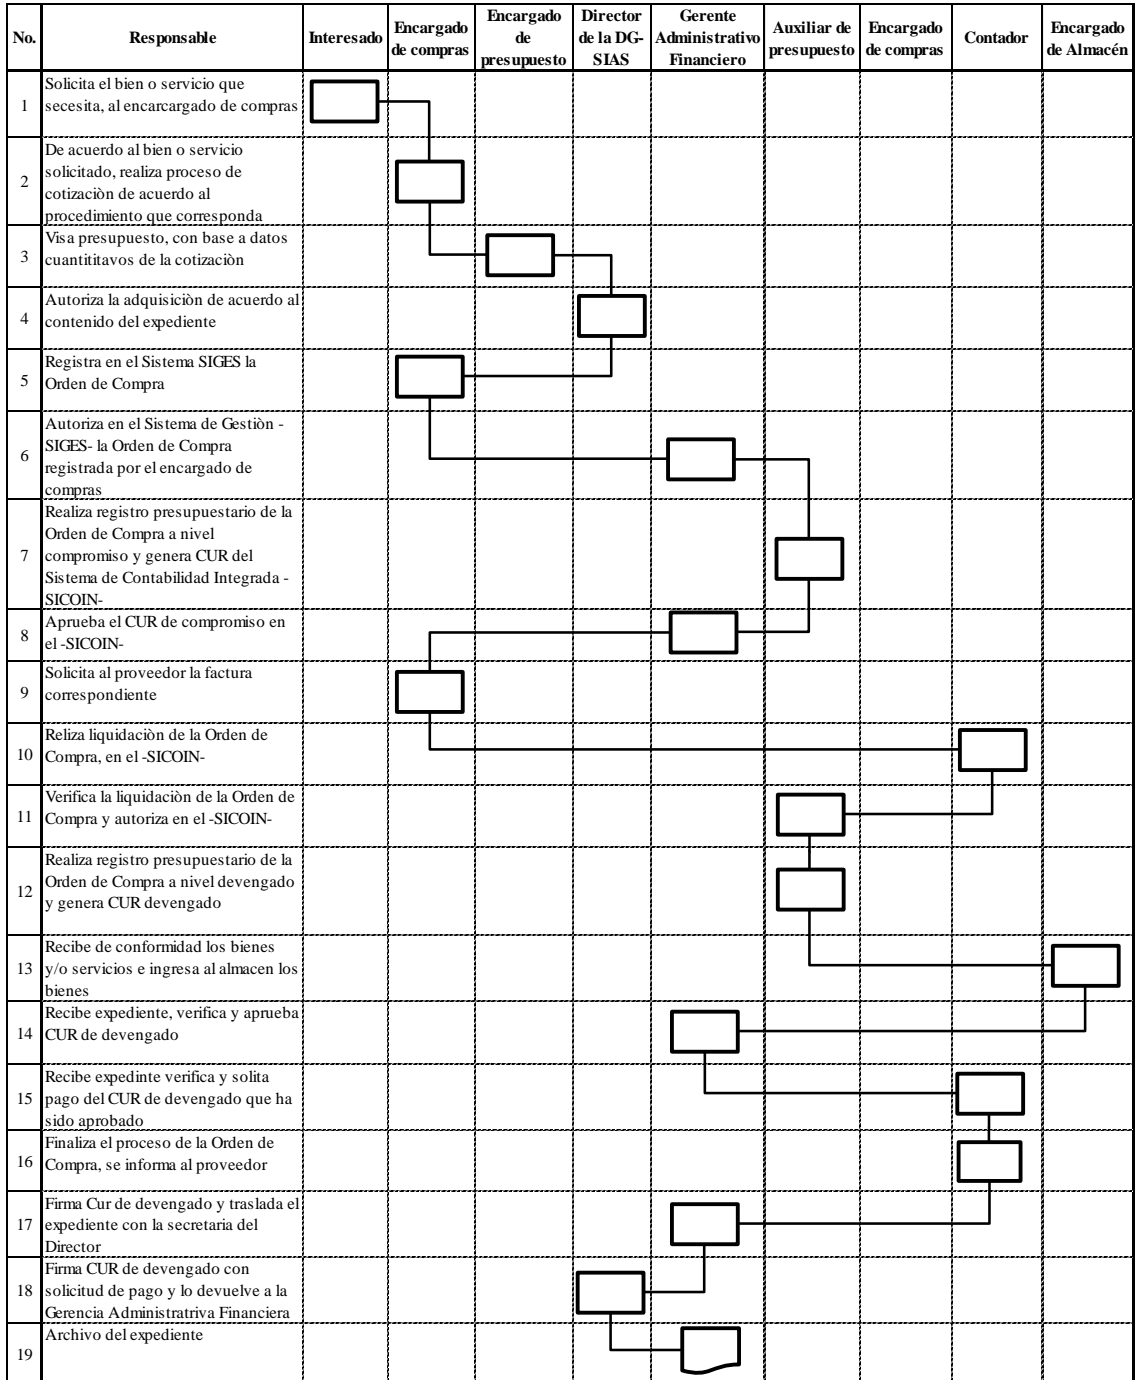 No. Responsable Interesado Encargado de compras Encargado de presupuesto Director de la DG-SIAS Gerente Administrativo Financiero Auxiliar de presupuesto Encargado de compras Contador Encargado de Almacén
1
Solicita el bien o servicio que
secesita, al encarcargado de compras
2
De acuerdo al bien o servicio
solicitado, realiza proceso de
cotizaciòn de acuerdo al
procedimiento que corresponda
3
Visa presupuesto, con base a datos
cuantititavos de la cotizaciòn
4
Autoriza la adquisiciòn de acuerdo al
contenido del expediente
5
Registra en el Sistema SIGES la
Orden de Compra
6
Autoriza en el Sistema de Gestiòn -
SIGES- la Orden de Compra
registrada por el encargado de
compras
7
Realiza registro presupuestario de la
Orden de Compra a nivel
compromiso y genera CUR del
Sistema de Contabilidad Integrada -
SICOIN-
8
Aprueba el CUR de compromiso en
el -SICOIN-
9
Solicita al proveedor la factura
correspondiente
10
Reliza liquidaciòn de la Orden de
Compra, en el -SICOIN-
11
Verifica la liquidaciòn de la Orden de
Compra y autoriza en el -SICOIN-
12
Realiza registro presupuestario de la
Orden de Compra a nivel devengado
y genera CUR devengado
13
Recibe de conformidad los bienes
y/o servicios e ingresa al almacen los
bienes
14
Recibe expediente, verifica y aprueba
CUR de devengado
15
Recibe expedinte verifica y solita
pago del CUR de devengado que ha
sido aprobado
16
Finaliza el proceso de la Orden de
Compra, se informa al proveedor
17
Firma Cur de devengado y traslada el
expediente con la secretaria del
Director
18
Firma CUR de devengado con
solicitud de pago y lo devuelve a la
Gerencia Administratriva Financiera
19
Archivo del expediente